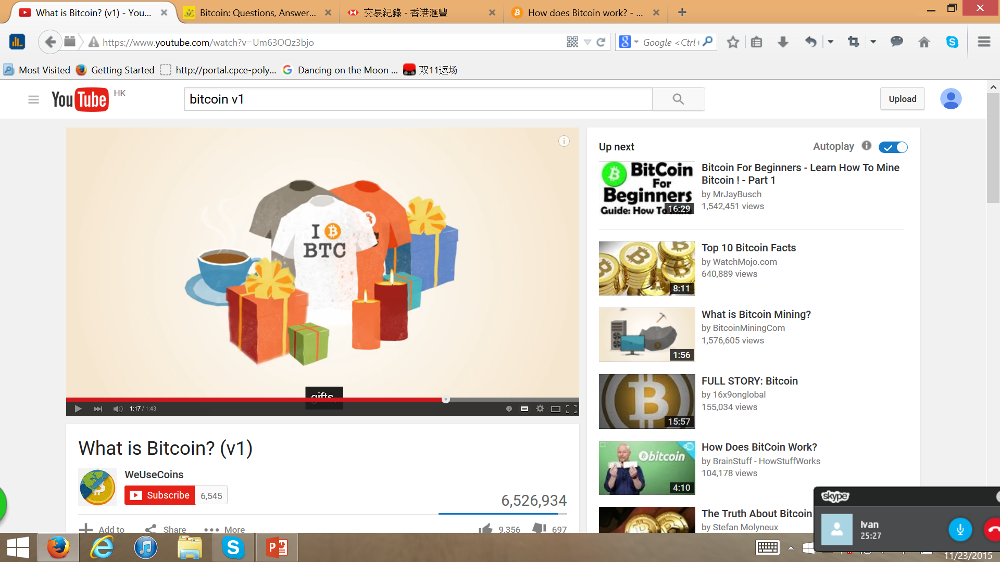 What is Bitcoin? (v1) - You...
Bitcoin: Questions, Answer...
交易紀錄 - 香港滙豐
How does Bitcoin work? - ...
https://www.youtube.com/watch?v=Um63OQz3bjo
Google <Ctrl+
Most Visited
Getting Started
http://portal.cpce-poly...
Dancing on the Moon ...
双11返场
YouTube HK
bitcoin v1
Upload
I BTC
gifts,
1:17 / 1:43
What is Bitcoin? (v1)
WeUseCoins
Subscribe 6,545
6,526,934
Add to
Share
More
9,356
697
Up next
Autoplay
BitCoin
For
Beginners
Guide: How To Mine
16:29
Bitcoin For Beginners - Learn How To Mine
Bitcoin ! - Part 1
by MrJayBusch
1,542,451 views
8:11
Top 10 Bitcoin Facts
by WatchMojo.com
640,889 views
1:56
What is Bitcoin Mining?
by BitcoinMiningCom
1,576,605 views
15:57
FULL STORY: Bitcoin
by 16x9onglobal
155,034 views
bitcoin
4:10
How Does BitCoin Work?
by BrainStuff - HowStuffWorks
104,178 views
The Truth About Bitcoin
by Stefan Molyneux
skype
Ivan
25:27
11/23/2015